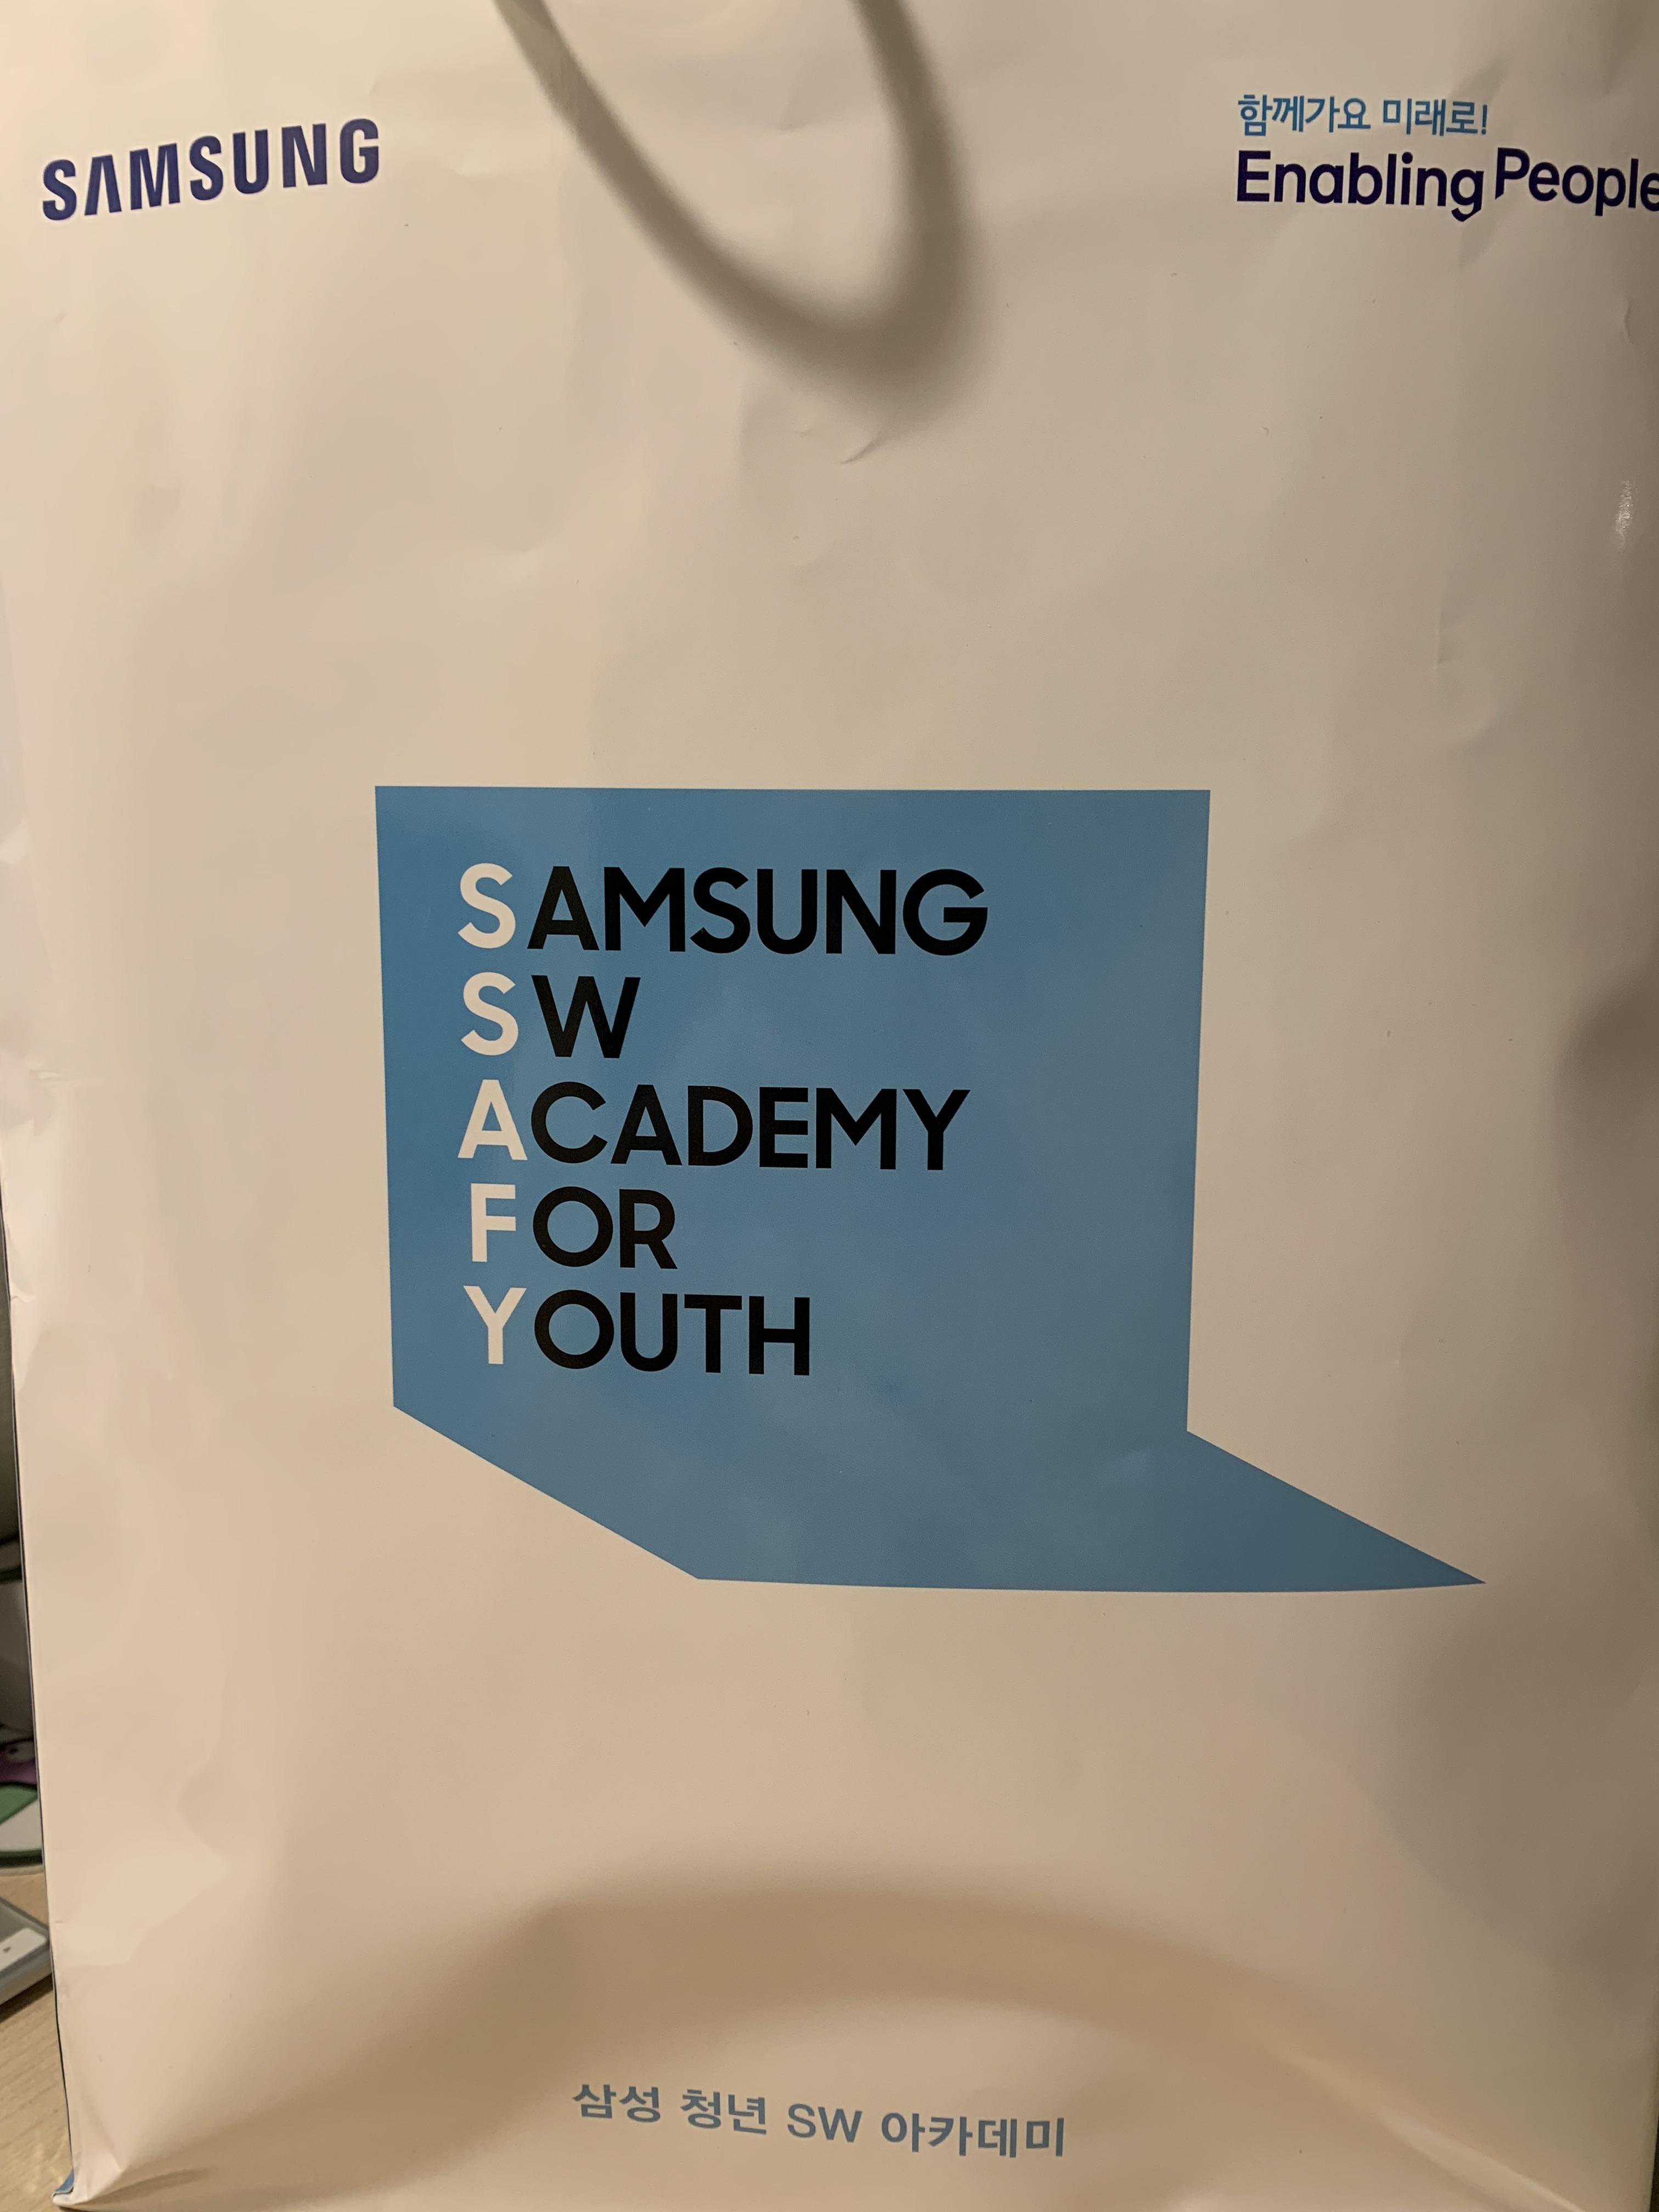 SAMSUNG
함께가요 미래로!
Enabling People
SAMSUNG
SW
ACADEMY
FOR
YOUTH
삼성 청년 SW 아카데미